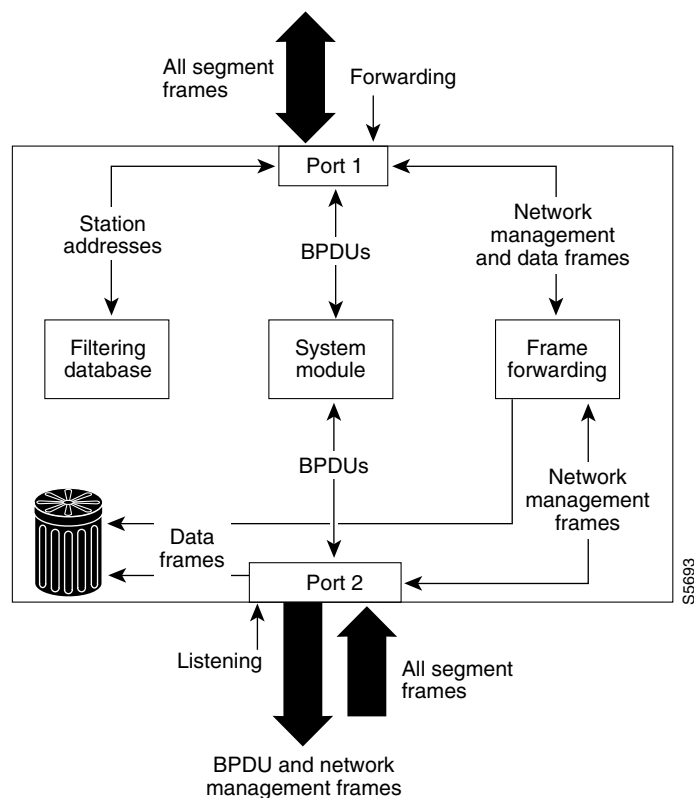 All segment
frames
Forwarding
Port 1
Station
addresses
BPDUs
Network
management
and data frames
Filtering
database
System
module
Frame
forwarding
BPDUs
Network
management
frames
Data
frames
Port 2
S5693
Listening
All segment
frames
BPDU and network
management frames